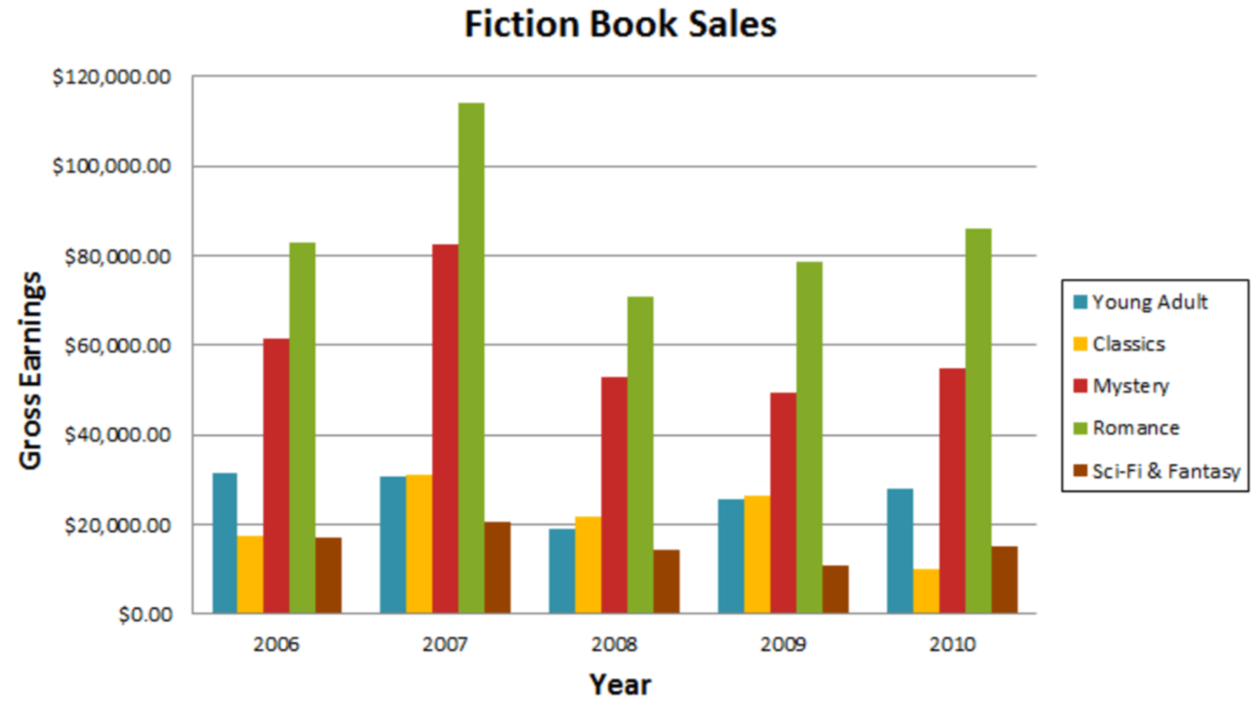 Fiction Book Sales
$120,000.00
$100,000.00
$80,000.00
$60,000.00
$40,000.00
$20,000.00
$0.00
Gross Earnings
2006 2007 2008 2009 2010
Year
Young Adult
Classics
Mystery
Romance
Sci-Fi & Fantasy